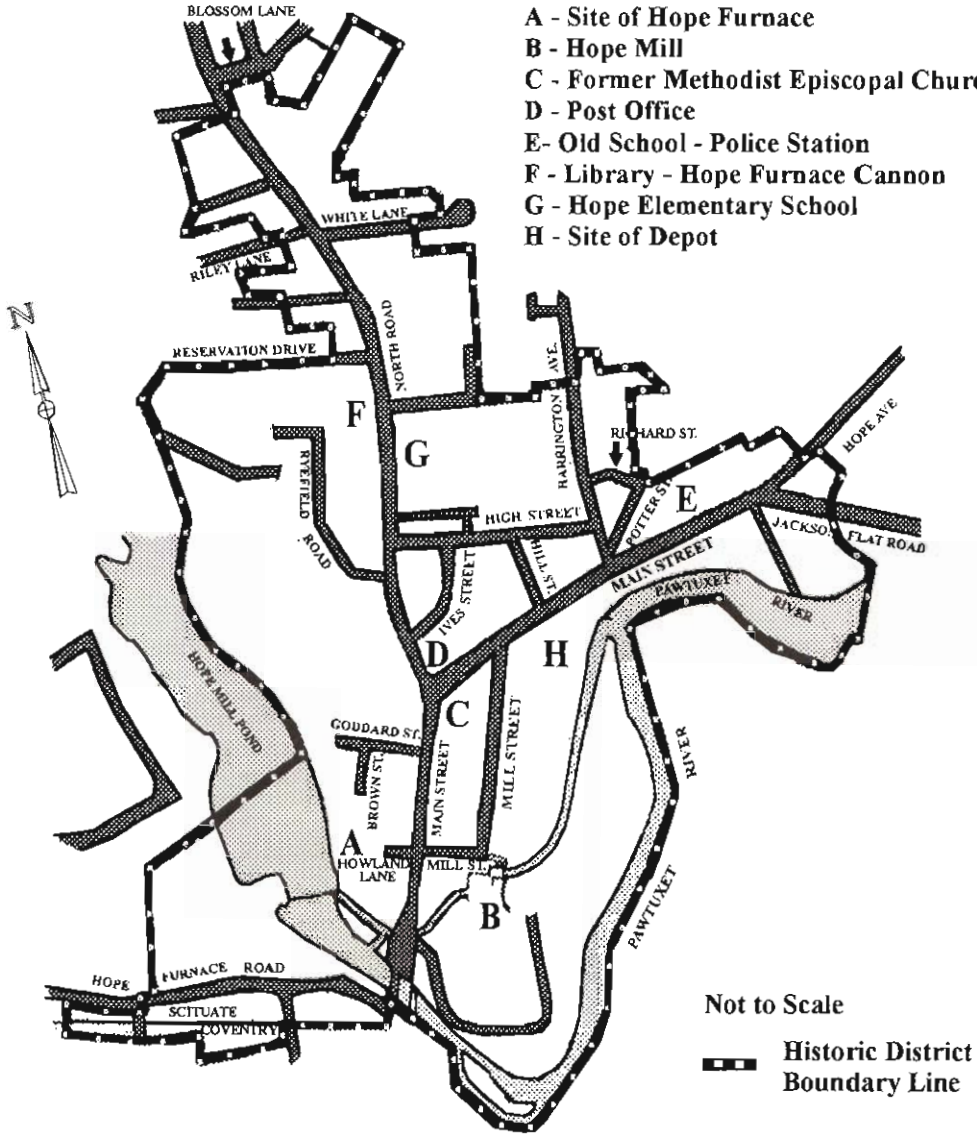 BLOSSOM LANE
A - Site of Hope Furnace
B - Hope Mill
C - Former Methodist Episcopal Churc
D - Post Office
E- Old School - Police Station
F - Library - Hope Furnace Cannon
G - Hope Elementary School
H - Site of Depot
WHITE LANE
RILEY LANE
N
RESERVATION DRIVE
NORTH ROAD
HARRINGTON AVE.
F
G
RYEFIELD ROAD
RICHARD ST.
HOPE AVE
POTTER ST.
E
HIGH STREET
HILL ST.
JACKSO.
FLAT ROAD
MAIN STREET
IVES STREET
PAWTUXET
RIVER
D
H
C
HOPE MILL POND
GODDARD ST.
BROWN ST.
MAIN STREET
MILL STREET
RIVER
PAWTUXET
A
HOWLAND LANE
MILL ST.
B
HOPE FURNACE ROAD
SCITUATE
COVENTRY
Not to Scale
Historic District
Boundary Line